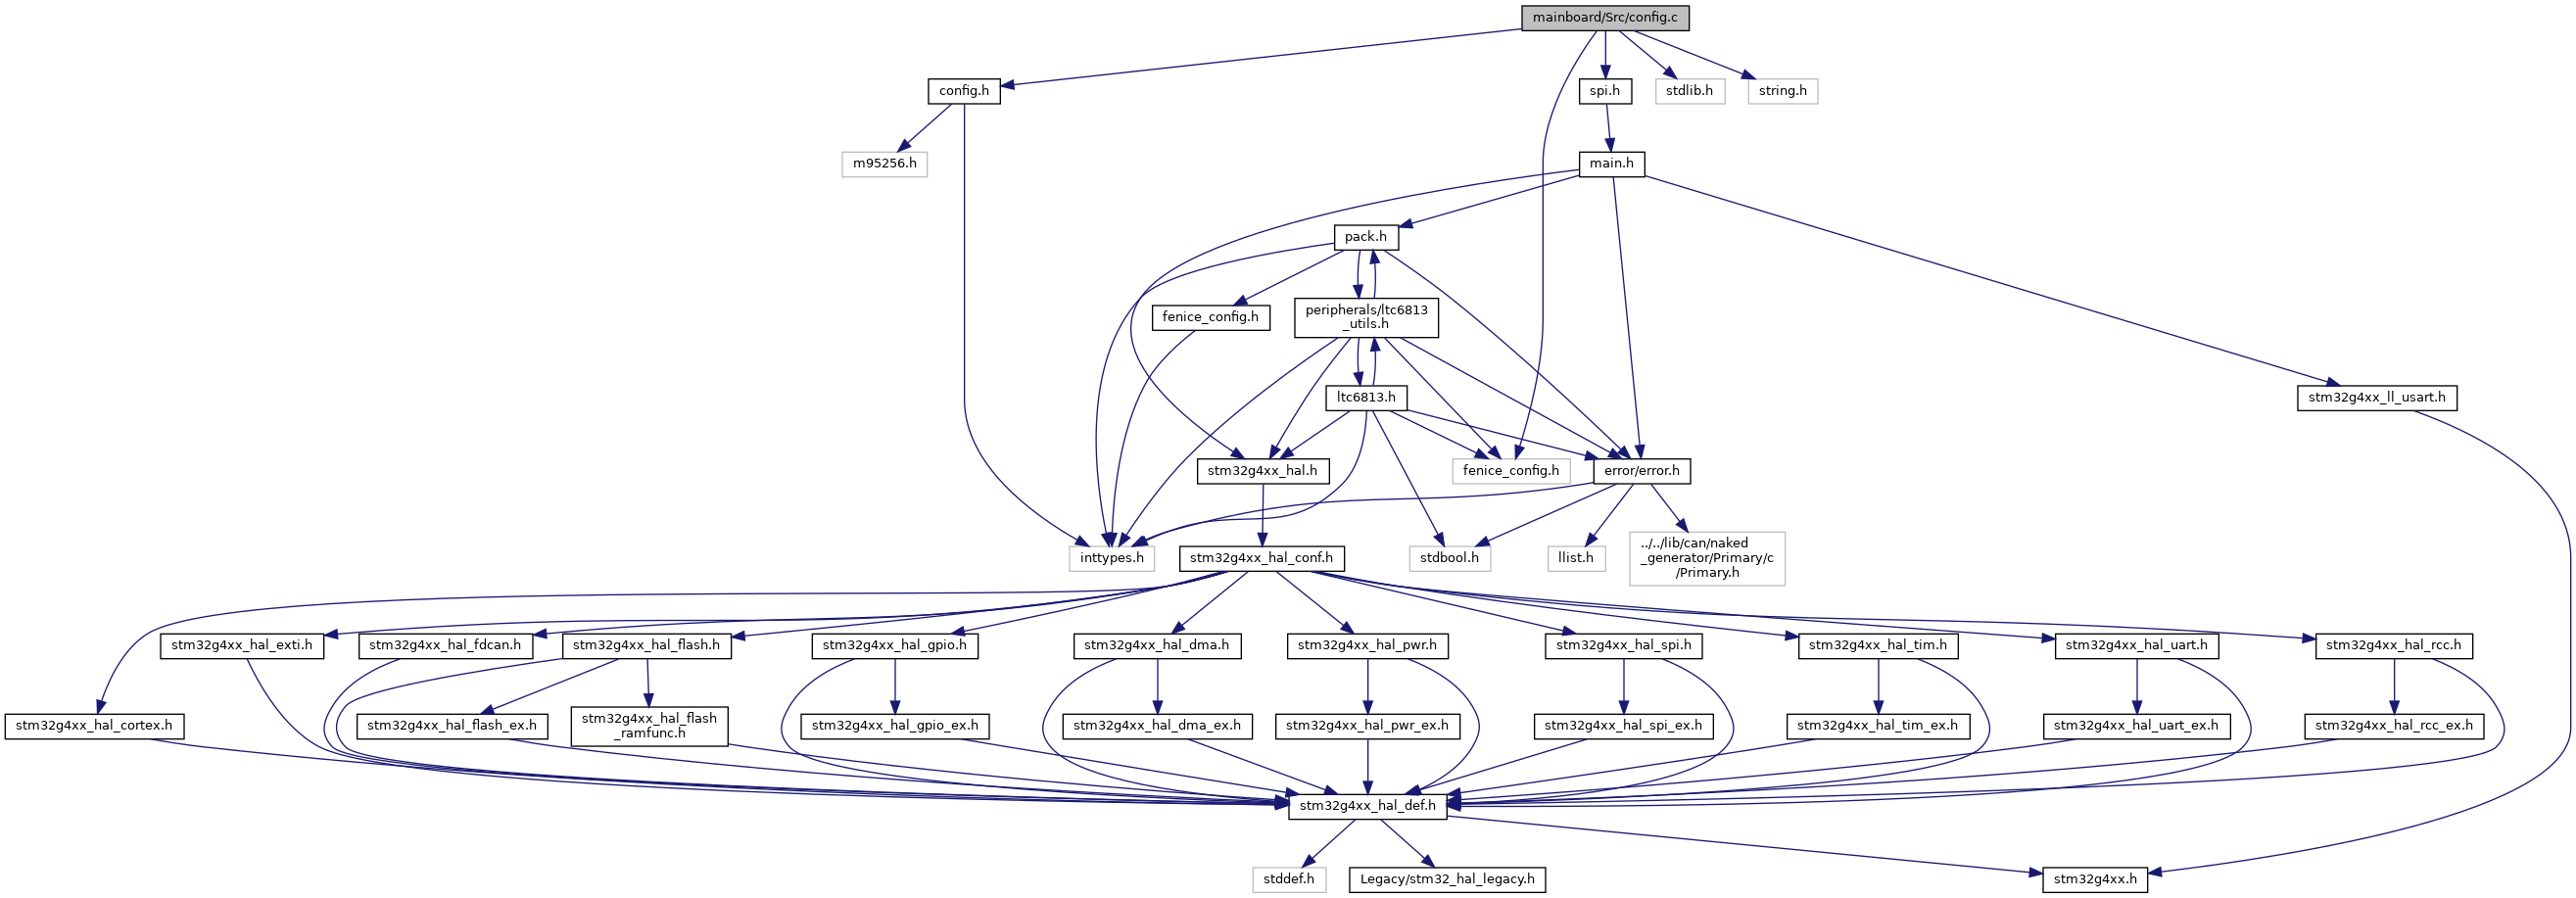 mainboard/Src/config.c
config.h
spi.h
stdlib.h
string.h
m95256.h
main.h
pack.h
fenice_config.h
peripherals/ltc6813
_utils.h
ltc6813.h
stm32g4xx_ll_usart.h
stm32g4xx_hal.h
fenice_config.h
error/error.h
inttypes.h
stm32g4xx_hal_conf.h
stdbool.h
llist.h
../../lib/can/naked
_generator/Primary/c
/Primary.h
stm32g4xx_hal_exti.h
stm32g4xx_hal_fdcan.h
stm32g4xx_hal_flash.h
stm32g4xx_hal_gpio.h
stm32g4xx_hal_dma.h
stm32g4xx_hal_pwr.h
stm32g4xx_hal_spi.h
stm32g4xx_hal_tim.h
stm32g4xx_hal_uart.h
stm32g4xx_hal_rcc.h
stm32g4xx_hal_cortex.h
stm32g4xx_hal_flash_ex.h
stm32g4xx_hal_flash
_ramfunc.h
stm32g4xx_hal_gpio_ex.h
stm32g4xx_hal_dma_ex.h
stm32g4xx_hal_pwr_ex.h
stm32g4xx_hal_spi_ex.h
stm32g4xx_hal_tim_ex.h
stm32g4xx_hal_uart_ex.h
stm32g4xx_hal_rcc_ex.h
stm32g4xx_hal_def.h
stddef.h
Legacy/stm32_hal_legacy.h
stm32g4xx.h